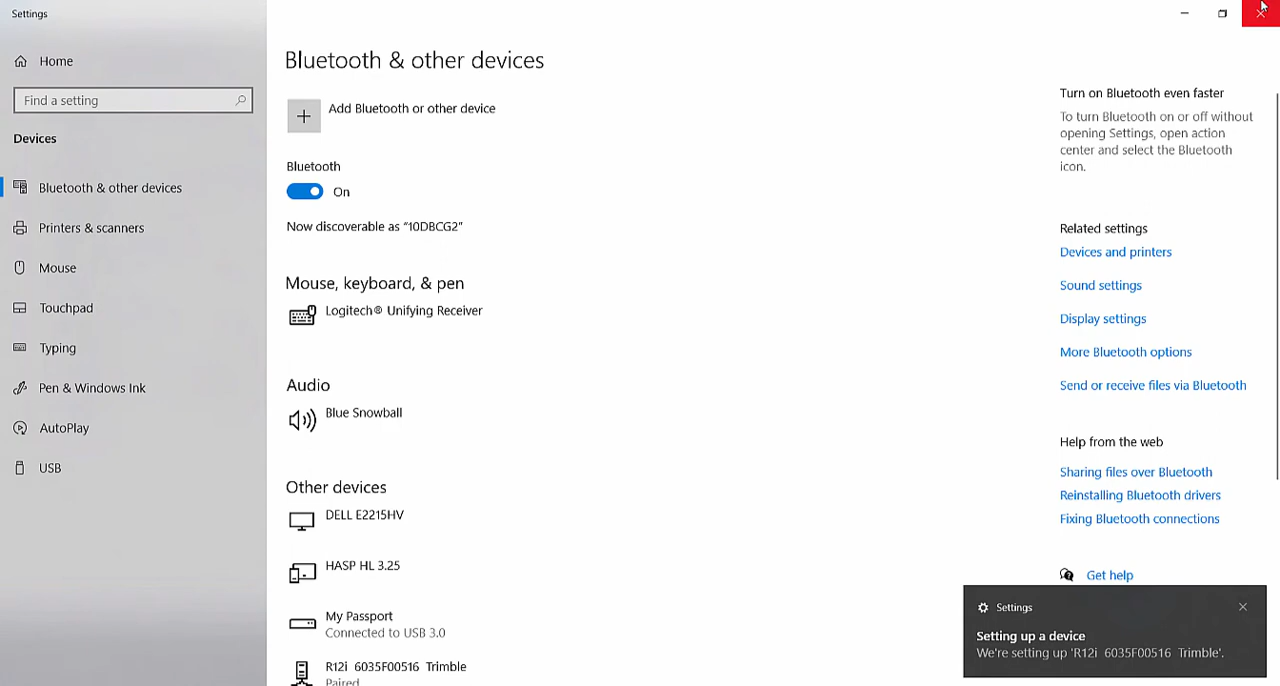 Settings
Home
Find a setting
Devices
Bluetooth & other devices
Printers & scanners
Mouse
Touchpad
Typing
Pen & Windows Ink
AutoPlay
USB
Bluetooth & other devices
Add Bluetooth or other device
Bluetooth
On
Now discoverable as “10DBCG2”
Mouse, keyboard, & pen
Logitech® Unifying Receiver
Audio
Blue Snowball
Other devices
DELL E2215HV
HASP HL 3.25
My Passport
Connected to USB 3.0
R12i 6035F00516 Trimble
Paired
Turn on Bluetooth even faster
To turn Bluetooth on or off without
opening Settings, open action
center and select the Bluetooth
icon.
Related settings
Devices and printers
Sound settings
Display settings
More Bluetooth options
Send or receive files via Bluetooth
Help from the web
Sharing files over Bluetooth
Reinstalling Bluetooth drivers
Fixing Bluetooth connections
Get help
Settings
Setting up a device
We're setting up 'R12i 6035F00516 Trimble'.